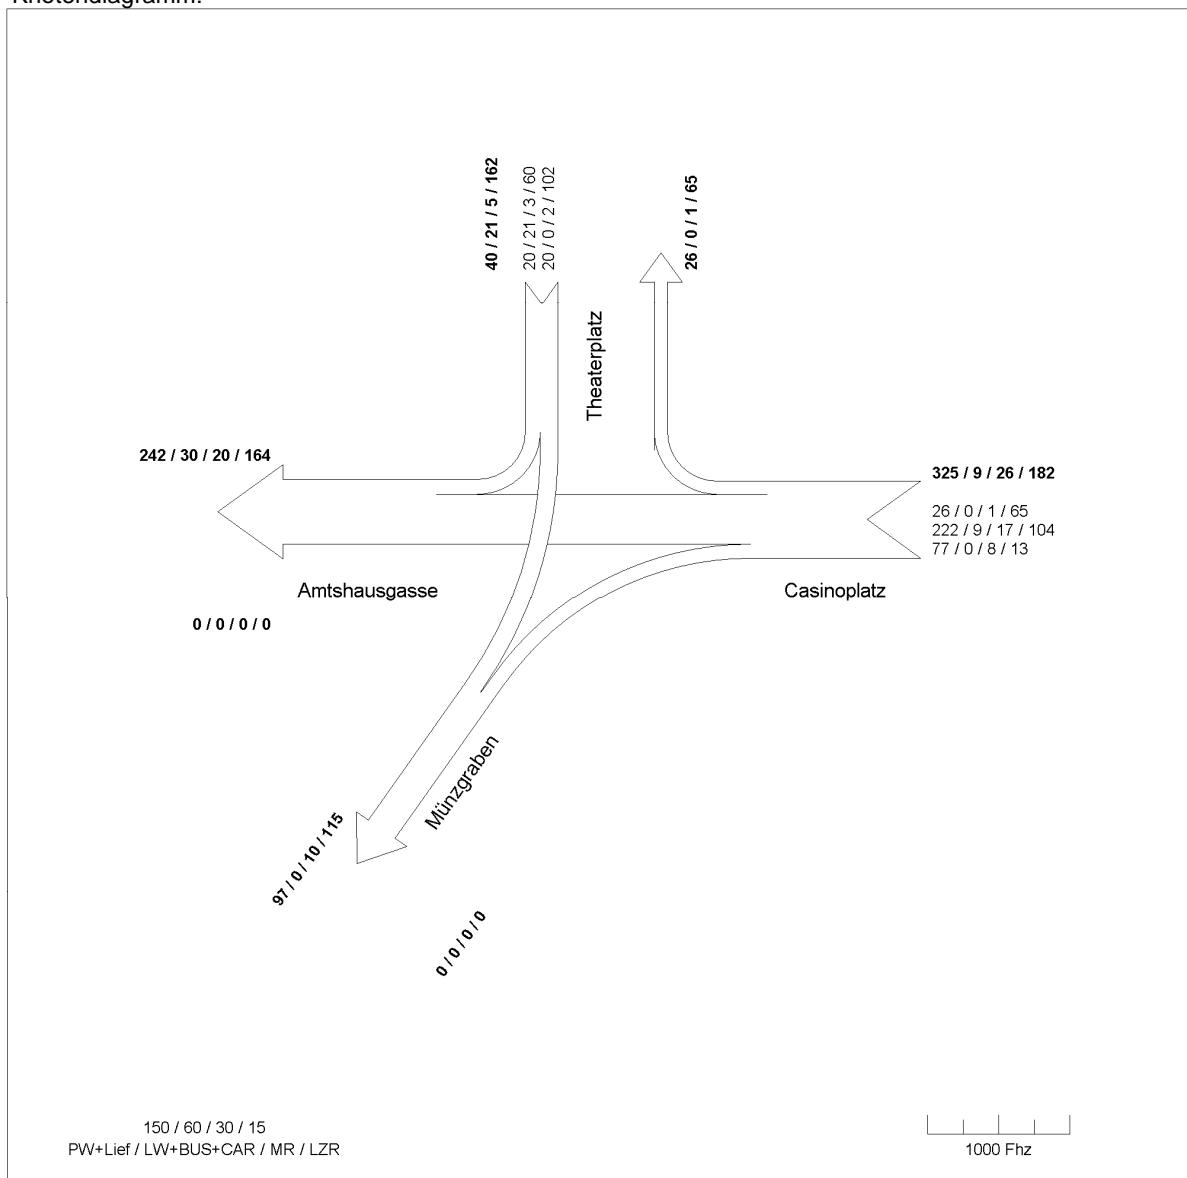 Knotendiagramm:
40 / 21 / 5 / 162
20 / 21 / 3 / 60
20 / 0 / 2 / 102
26 / 0 / 1 / 65
Theaterplatz
242 / 30 / 20 / 164
325 / 9 / 26 / 182
26 / 0 / 1 / 65
222 / 9 / 17 / 104
77 / 0 / 8 / 13
Amtshausgasse
Casinoplatz
0 / 0 / 0 / 0
Münzgraben
97 / 0 / 10 / 115
0 / 0 / 0 / 0
150 / 60 / 30 / 15
PW+Lief / LW+BUS+CAR / MR / LZR
1000 Fhz